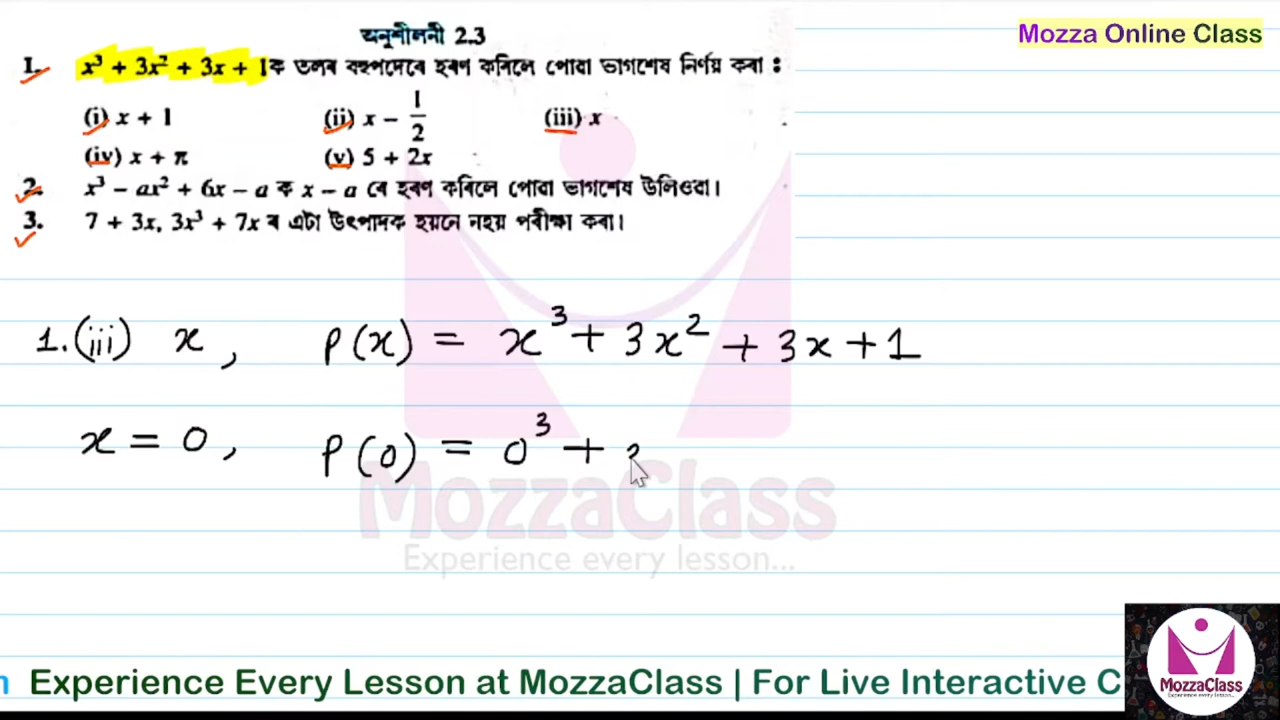 অনুশীলনী 2.3
Mozza Online Class
1. x³ + 3x² + 3x + 1ক তলৰ বহুপদেৰে হৰণ কৰিলে পোৱা ভাগশেষ নিৰ্ণয় কৰা :
(i) x + 1 (ii) x − 1/2 (iii) x
(iv) x + π (v) 5 + 2x
2. x³ − ax² + 6x − a ক x − a ৰে হৰণ কৰিলে পোৱা ভাগশেষ উলিওৱা।
3. 7 + 3x, 3x³ + 7x ৰ এটা উৎপাদক হয়নে নহয় পৰীক্ষা কৰা।
1.(iii) x , P(x) = x³ + 3x² + 3x + 1
x = 0 , P(0) = 0³ +
MozzaClass
Experience every lesson...
n Experience Every Lesson at MozzaClass | For Live Interactive C
MozzaClass
Experience every lesson...